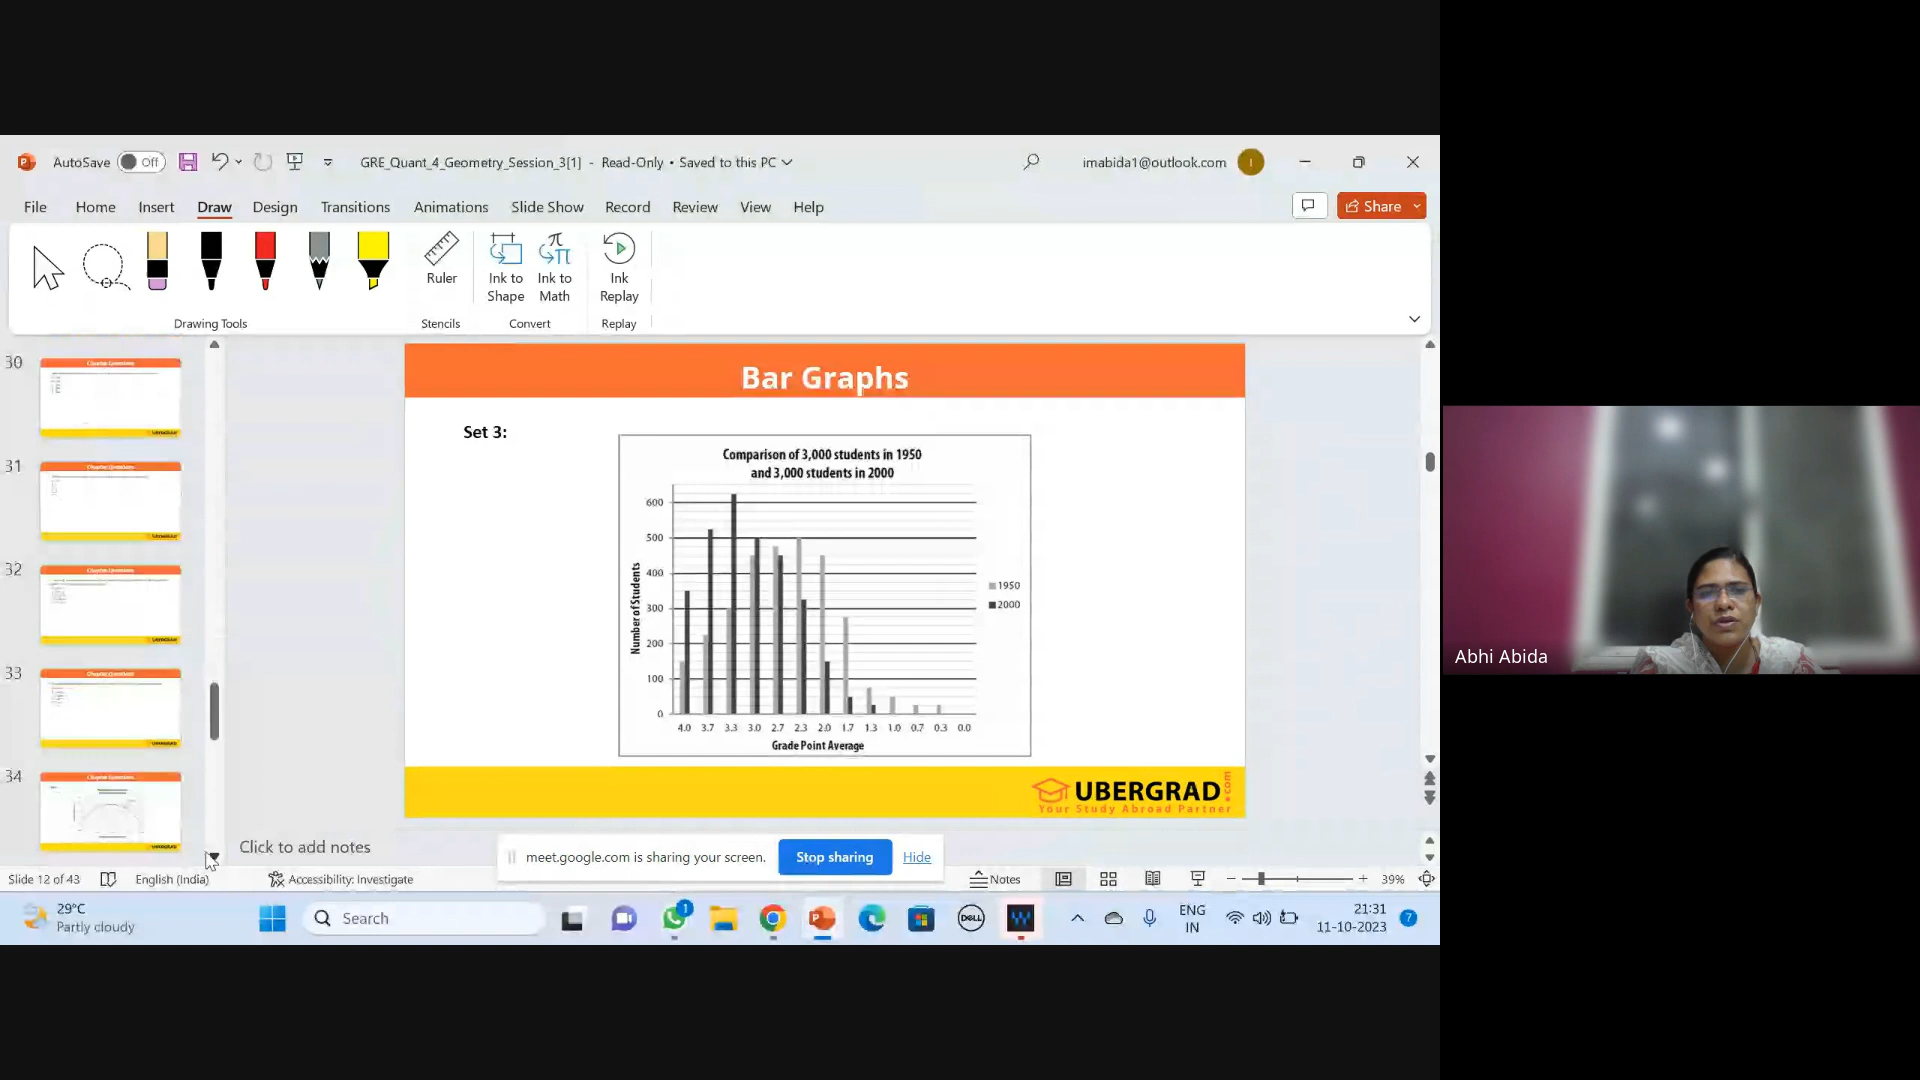 AutoSave Off GRE_Quant_4_Geometry_Session_3[1] - Read-Only • Saved to this PC imabida1@outlook.com I
File Home Insert Draw Design Transitions Animations Slide Show Record Review View Help Share
Ruler
Ink to Shape
Ink to Math
Ink Replay
Drawing Tools Stencils Convert Replay
30
31
32
33
34
Bar Graphs
Set 3:
Comparison of 3,000 students in 1950
and 3,000 students in 2000
600
500
400
300
200
100
0
Number of Students
1950
2000
4.0 3.7 3.3 3.0 2.7 2.3 2.0 1.7 1.3 1.0 0.7 0.3 0.0
Grade Point Average
UBERGRAD.com
Your Study Abroad Partner
Click to add notes
meet.google.com is sharing your screen. Stop sharing Hide
Slide 12 of 43 English (India) Accessibility: Investigate Notes 39%
29°C
Partly cloudy
Search
1
DELL
ENG
IN
21:31
11-10-2023
7
Abhi Abida